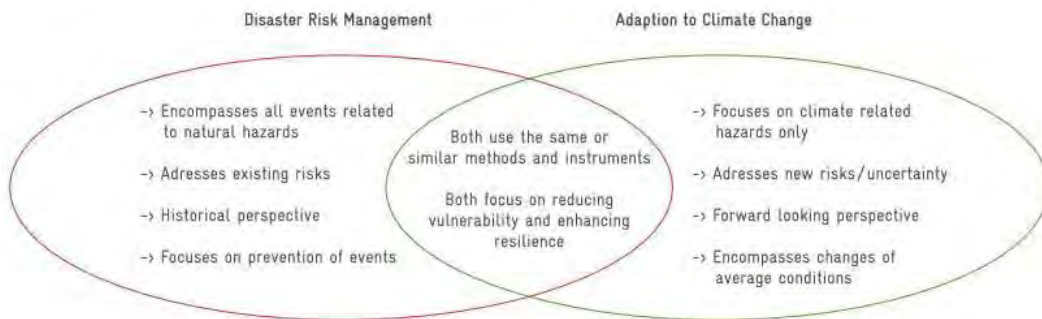 Disaster Risk Management
Adaption to Climate Change
-> Encompasses all events related
to natural hazards
-> Adresses existing risks
-> Historical perspective
-> Focuses on prevention of events
Both use the same or
similar methods and instruments
Both focus on reducing
vulnerability and enhancing
resilience
-> Focuses on climate related
hazards only
-> Adresses new risks/uncertainty
-> Forward looking perspective
-> Encompasses changes of
average conditions